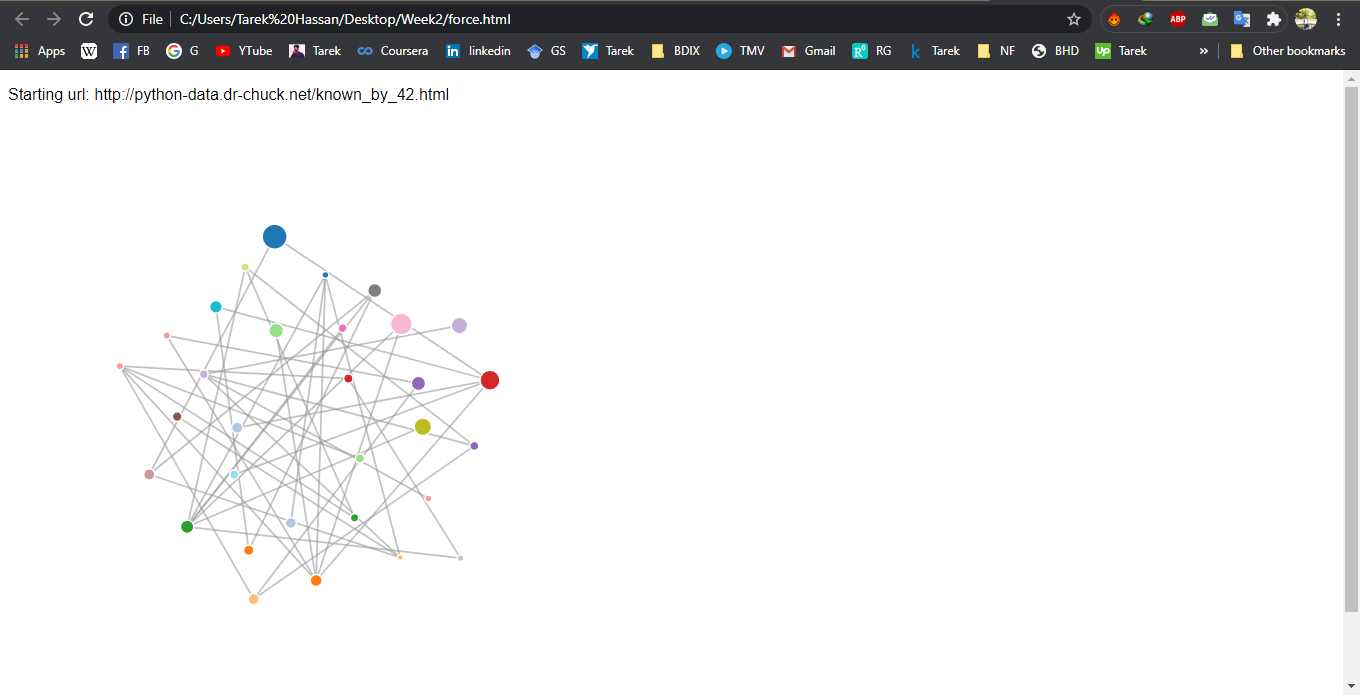 File C:/Users/Tarek%20Hassan/Desktop/Week2/force.html ABP
Apps W FB G YTube Tarek Coursera linkedin GS Tarek BDIX TMV Gmail RG Tarek NF BHD Up Tarek » Other bookmarks
Starting url: http://python-data.dr-chuck.net/known_by_42.html